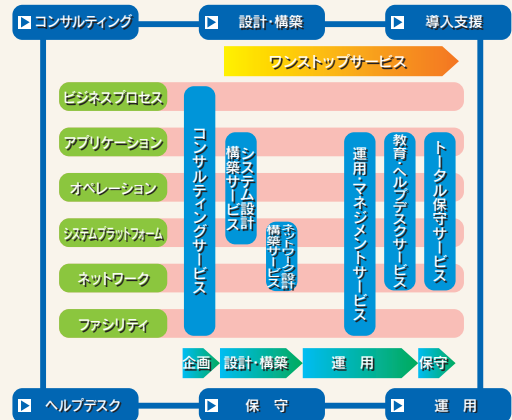 コンサルティング
設計・構築
導入支援
ワンストップサービス
ビジネスプロセス
アプリケーション
オペレーション
システムプラットフォーム
ネットワーク
ファシリティ
コンサルティングサービス
システム設計
構築サービス
ネットワーク設計
構築サービス
運用・マネジメントサービス
教育・ヘルプデスクサービス
トータル保守サービス
企画
設計・構築
運 用
保守
ヘルプデスク
保 守
運 用